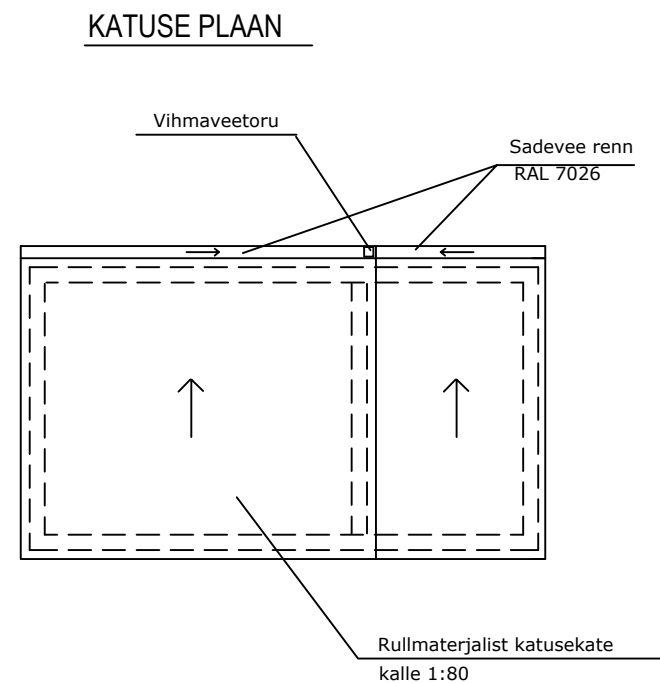 KATUSE PLAAN
Vihmaveetoru
Sadevee renn
RAL 7026
Rullmaterjalist katusekate
kalle 1:80